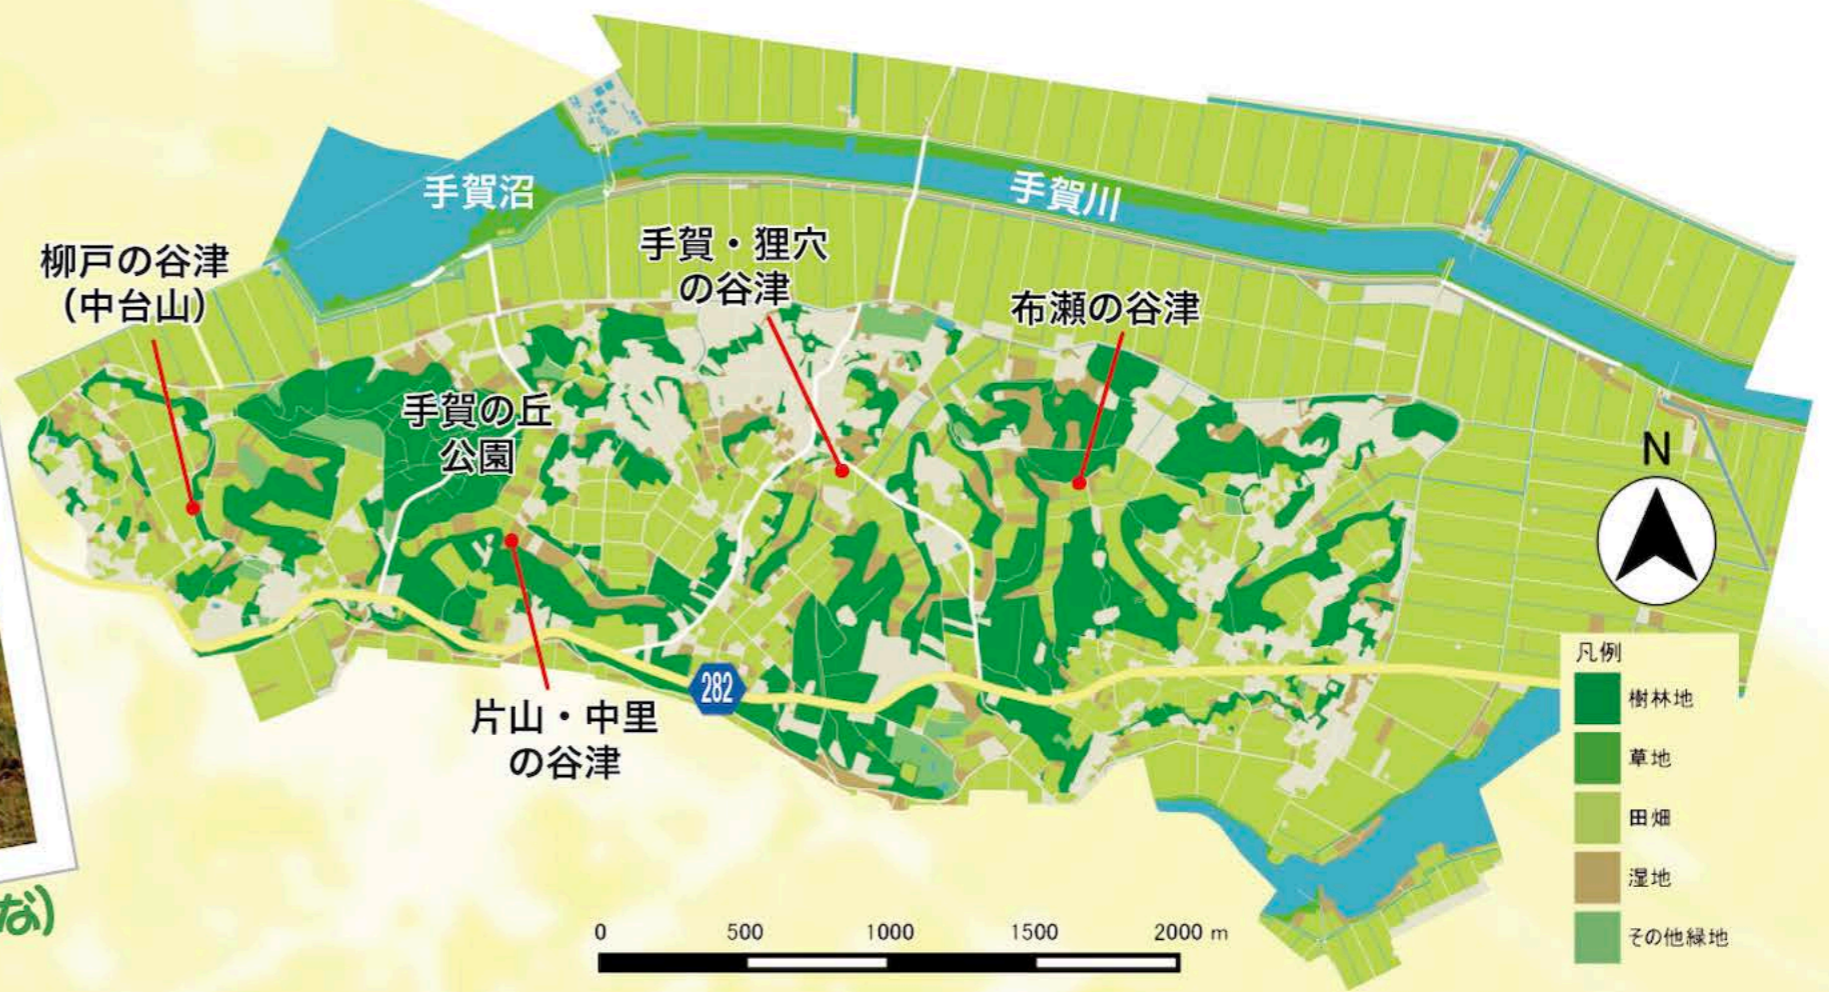 手賀沼
手賀川
柳戸の谷津
（中台山）
手賀・狸穴
の谷津
布瀬の谷津
手賀の丘
公園
N
片山・中里
の谷津
282
凡例
樹林地
草地
田畑
湿地
その他緑地
な）
0 500 1000 1500 2000 m